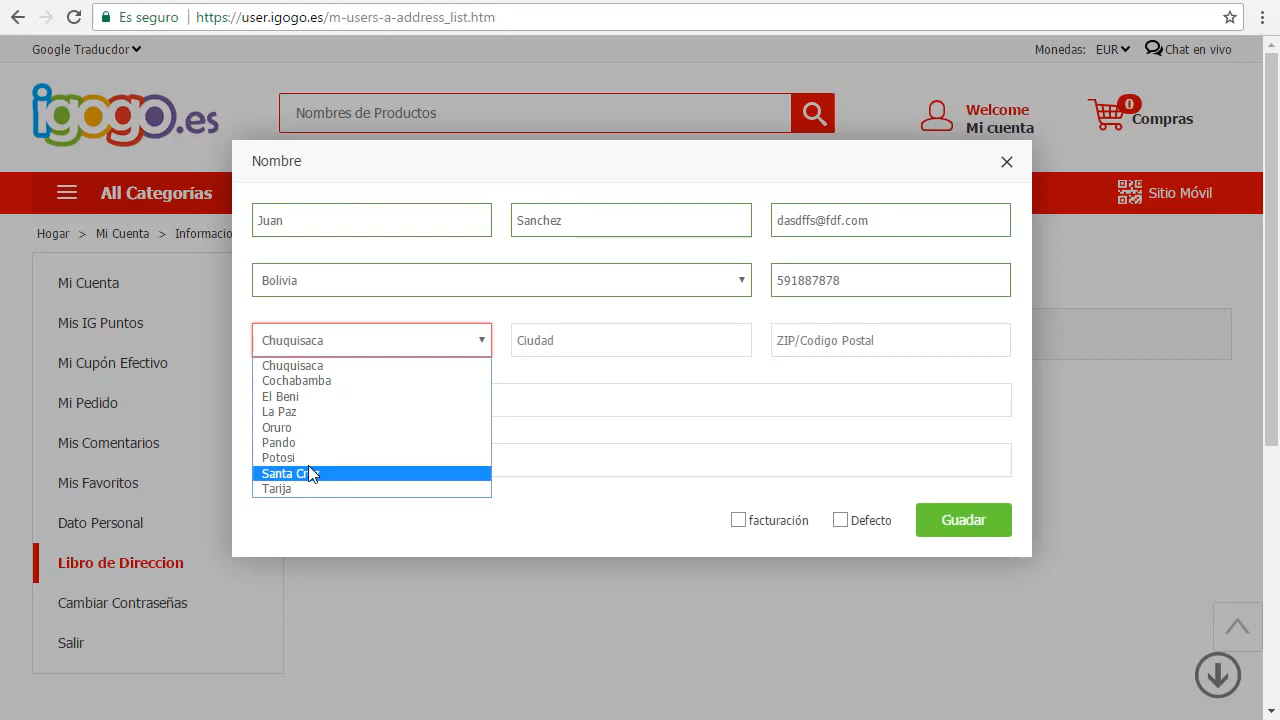 Es seguro https://user.igogo.es/m-users-a-address_list.htm
Google Traducdor Monedas: EUR Chat en vivo
igogo.es Nombres de Productos Welcome 0
Mi cuenta Compras
Nombre
All Categorías Sitio Móvil
Juan Sanchez dasdffs@fdf.com
Hogar > Mi Cuenta > Informacio
Mi Cuenta Bolivia 591887878
Mis IG Puntos
Chuquisaca Ciudad ZIP/Codigo Postal
Mi Cupón Efectivo Chuquisaca
Cochabamba
El Beni
Mi Pedido La Paz
Oruro
Mis Comentarios Pando
Potosi
Santa
Mis Favoritos Tarija
Dato Personal facturación Defecto Guadar
Libro de Direccion
Cambiar Contraseñas
Salir